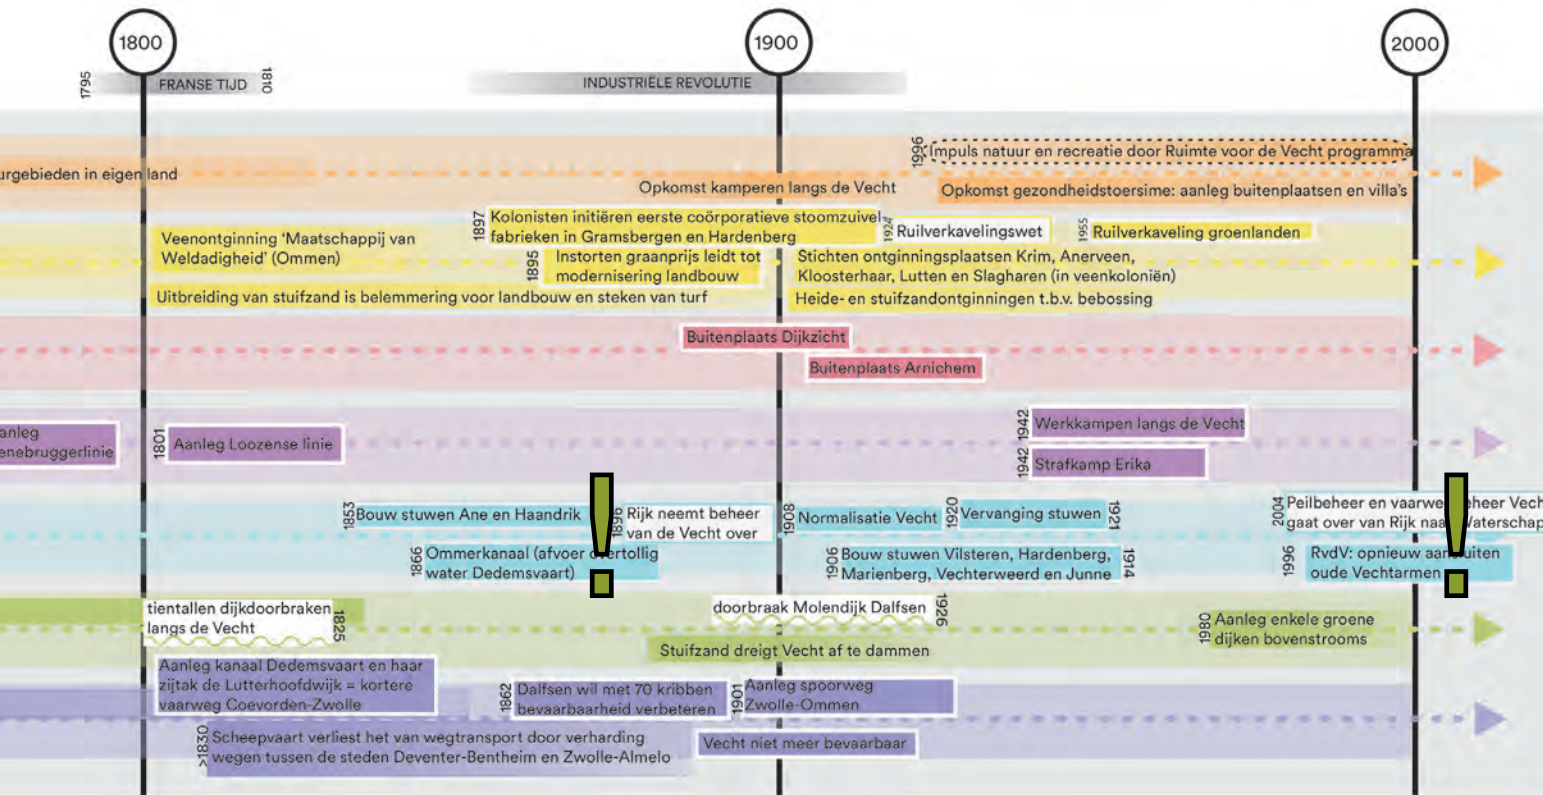 1800
1900
2000
1795
FRANSE TIJD
1810
INDUSTRIËLE REVOLUTIE
1996
Impuls natuur en recreatie door Ruimte voor de Vecht programma
urgebieden in eigen land
Opkomst kamperen langs de Vecht
Opkomst gezondheidstoersime: aanleg buitenplaatsen en villa's
1897
Kolonisten initiëren eerste coörporatieve stoomzuivel
fabrieken in Gramsbergen en Hardenberg
1924
Ruilverkavelingswet
1955
Ruilverkaveling groenlanden
Veenontginning 'Maatschappij van
Weldadigheid' (Ommen)
1895
Instorten graanprijs leidt tot
modernisering landbouw
Stichten ontginningsplaatsen Krim, Anerveen,
Kloosterhaar, Lutten en Slagharen (in veenkoloniën)
Uitbreiding van stuifzand is belemmering voor landbouw en steken van turf
Heide- en stuifzandontginningen t.b.v. bebossing
Buitenplaats Dijkzicht
Buitenplaats Arnichem
anleg
enebruggerlinie
1801
Aanleg Loozense linie
1942
Werkkampen langs de Vecht
1942
Strafkamp Erika
1853
Bouw stuwen Ane en Haandrik
1896
Rijk neemt beheer
van de Vecht over
1908
Normalisatie Vecht
1920
Vervanging stuwen
1921
2004
Peilbeheer en vaarwegbeheer Vech
gaat over van Rijk naar Waterschap
1866
Ommerkanaal (afvoer overtollig
water Dedemsvaart)
1906
Bouw stuwen Vilsteren, Hardenberg,
Marienberg, Vechterweerd en Junne
1914
1996
RvdV: opnieuw aansluiten
oude Vechtarmen
tientallen dijkdoorbraken
langs de Vecht
1825
doorbraak Molendijk Dalfsen
1926
Stuifzand dreigt Vecht af te dammen
1980
Aanleg enkele groene
dijken bovenstrooms
Aanleg kanaal Dedemsvaart en haar
zijtak de Lutterhoofdwijk = kortere
vaarweg Coevorden-Zwolle
1862
Dalfsen wil met 70 kribben
bevaarbaarheid verbeteren
1901
Aanleg spoorweg
Zwolle-Ommen
>1830
Scheepvaart verliest het van wegtransport door verharding
wegen tussen de steden Deventer-Bentheim en Zwolle-Almelo
Vecht niet meer bevaarbaar